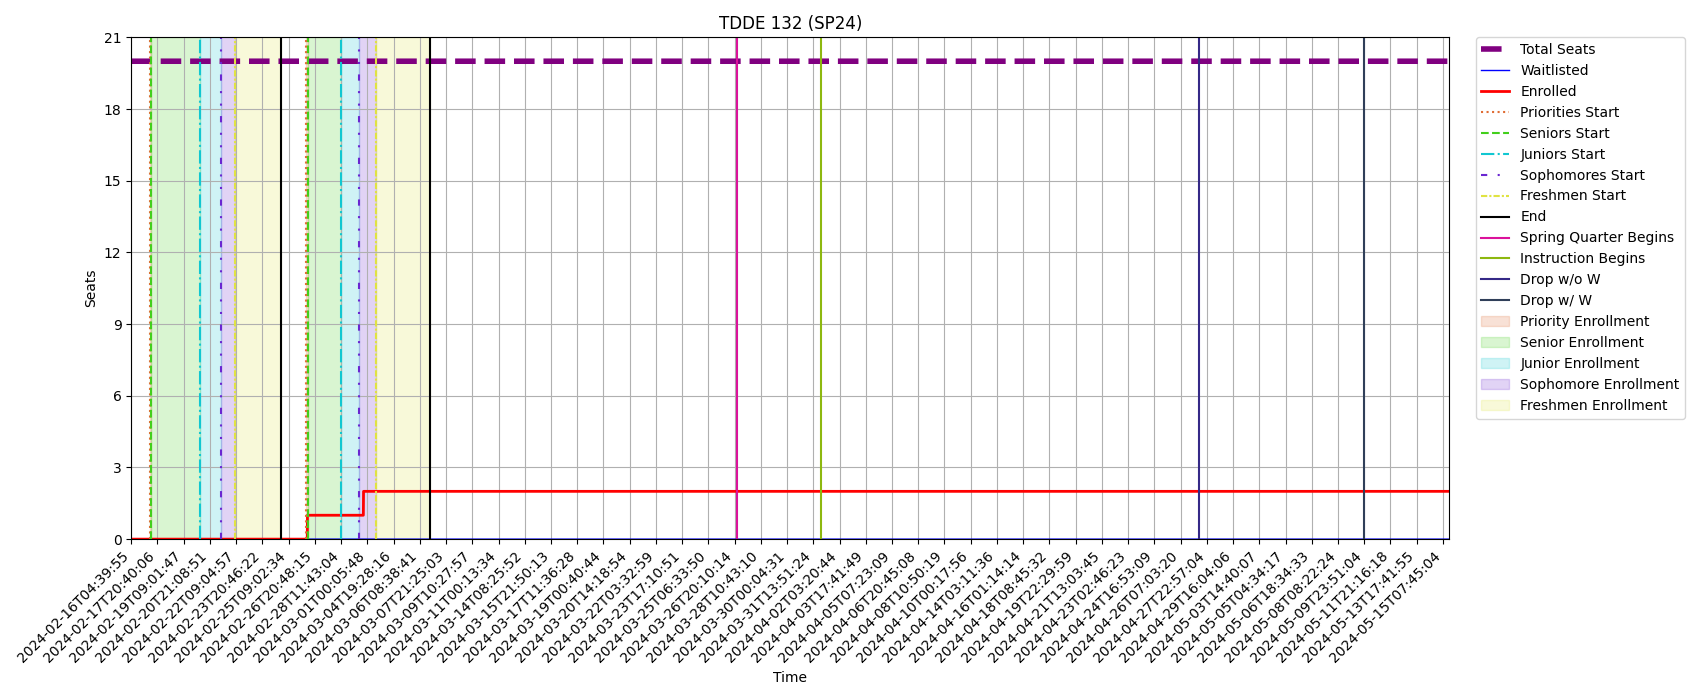 TDDE 132 (SP24)
21
18
15
12
9
6
3
0
Seats
2024-02-16T04:39:55
2024-02-17T20:40:06
2024-02-19T09:01:47
2024-02-20T21:08:51
2024-02-22T09:04:57
2024-02-23T20:46:22
2024-02-25T09:02:34
2024-02-26T20:48:15
2024-02-28T11:43:04
2024-03-01T00:05:48
2024-03-04T19:28:16
2024-03-06T08:38:41
2024-03-07T21:25:03
2024-03-09T10:27:57
2024-03-11T00:13:34
2024-03-14T08:25:52
2024-03-15T21:50:13
2024-03-17T11:36:28
2024-03-19T00:40:44
2024-03-20T14:18:54
2024-03-22T03:32:59
2024-03-23T17:10:51
2024-03-25T06:33:50
2024-03-26T20:10:14
2024-03-28T10:43:10
2024-03-30T00:04:31
2024-03-31T13:51:24
2024-04-02T03:20:44
2024-04-03T17:41:49
2024-04-05T07:23:09
2024-04-06T20:45:08
2024-04-08T10:50:19
2024-04-10T00:17:56
2024-04-14T03:11:36
2024-04-16T01:14:14
2024-04-18T08:45:32
2024-04-19T22:29:59
2024-04-21T13:03:45
2024-04-23T02:46:23
2024-04-24T16:53:09
2024-04-26T07:03:20
2024-04-27T22:57:04
2024-04-29T16:04:06
2024-05-03T14:40:07
2024-05-05T04:34:17
2024-05-06T18:34:33
2024-05-08T08:22:24
2024-05-09T23:51:04
2024-05-11T21:16:18
2024-05-13T17:41:55
2024-05-15T07:45:04
Time
Total Seats
Waitlisted
Enrolled
Priorities Start
Seniors Start
Juniors Start
Sophomores Start
Freshmen Start
End
Spring Quarter Begins
Instruction Begins
Drop w/o W
Drop w/ W
Priority Enrollment
Senior Enrollment
Junior Enrollment
Sophomore Enrollment
Freshmen Enrollment